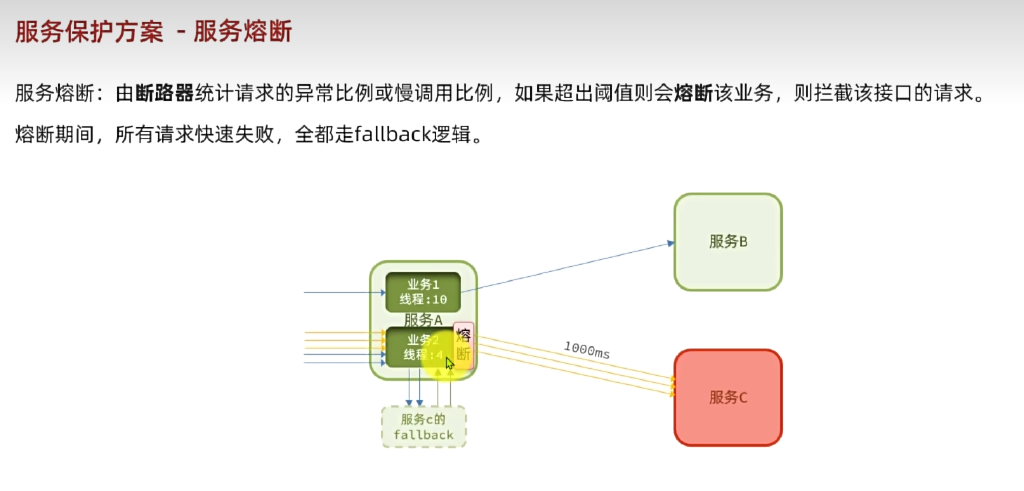 服务保护方案 - 服务熔断
服务熔断：由断路器统计请求的异常比例或慢调用比例，如果超出阈值则会熔断该业务，则拦截该接口的请求。
熔断期间，所有请求快速失败，全都走fallback逻辑。
服务B
业务1
线程:10
服务A
业务2
线程:4
熔
断
1000ms
服务C
服务c的
fallback